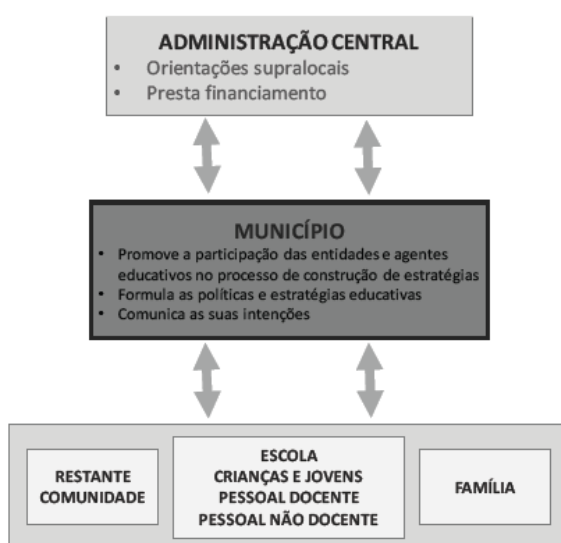 ADMINISTRAÇÃO CENTRAL
• Orientações supralocais
• Presta financiamento
MUNICÍPIO
• Promove a participação das entidades e agentes
educativos no processo de construção de estratégias
• Formula as políticas e estratégias educativas
• Comunica as suas intenções
RESTANTE
COMUNIDADE
ESCOLA
CRIANÇAS E JOVENS
PESSOAL DOCENTE
PESSOAL NÃO DOCENTE
FAMÍLIA